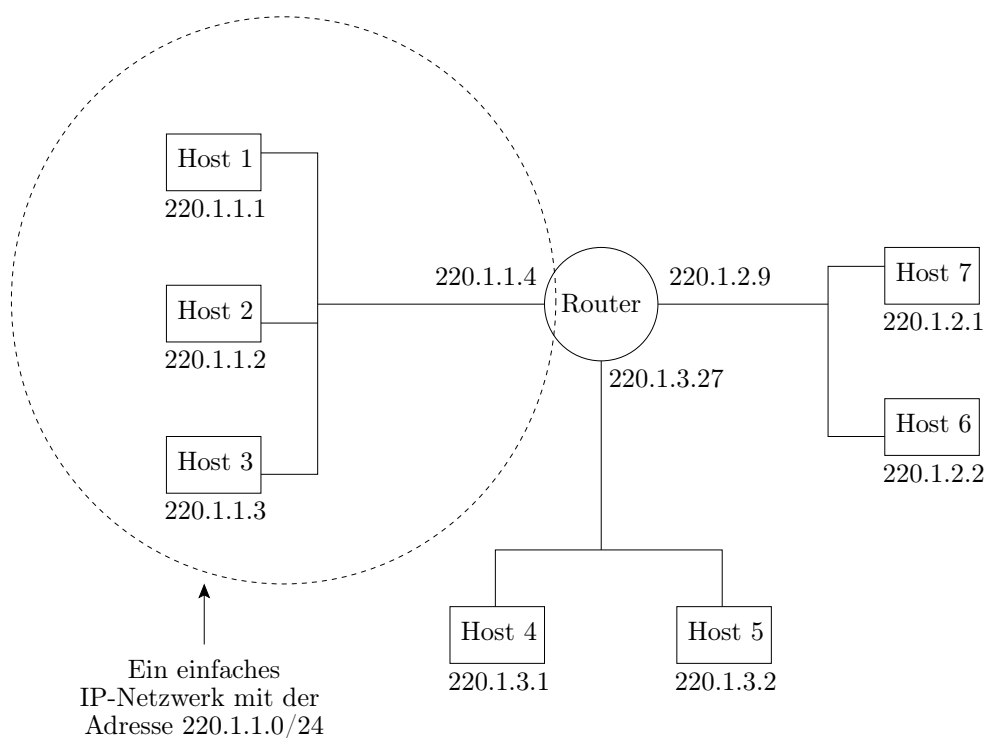 Host 1
220.1.1.1
Host 2
220.1.1.2
Host 3
220.1.1.3
220.1.1.4
Router
220.1.2.9
220.1.3.27
Host 7
220.1.2.1
Host 6
220.1.2.2
Host 4
220.1.3.1
Host 5
220.1.3.2
Ein einfaches
IP-Netzwerk mit der
Adresse 220.1.1.0/24